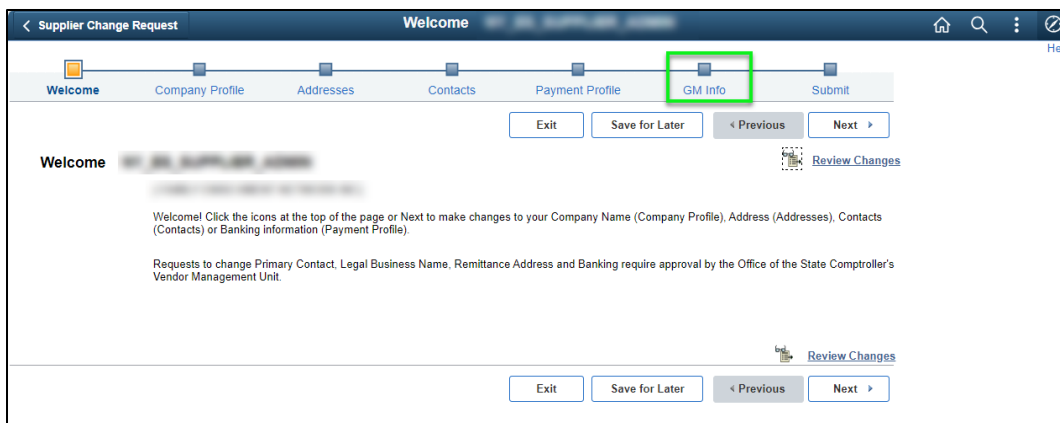 Supplier Change Request
Welcome
He
Welcome
Company Profile
Addresses
Contacts
Payment Profile
GM Info
Submit
Exit
Save for Later
Previous
Next
Welcome
Review Changes
Welcome! Click the icons at the top of the page or Next to make changes to your Company Name (Company Profile), Address (Addresses), Contacts
(Contacts) or Banking information (Payment Profile).
Requests to change Primary Contact, Legal Business Name, Remittance Address and Banking require approval by the Office of the State Comptroller's
Vendor Management Unit.
Review Changes
Exit
Save for Later
Previous
Next